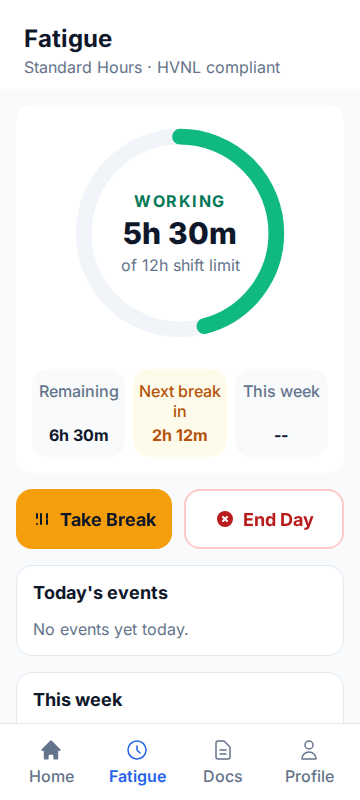 Fatigue
Standard Hours · HVNL compliant
WORKING
5h 30m
of 12h shift limit
Remaining
6h 30m
Next break
in
2h 12m
This week
--
Take Break
End Day
Today's events
No events yet today.
This week
Home
Fatigue
Docs
Profile